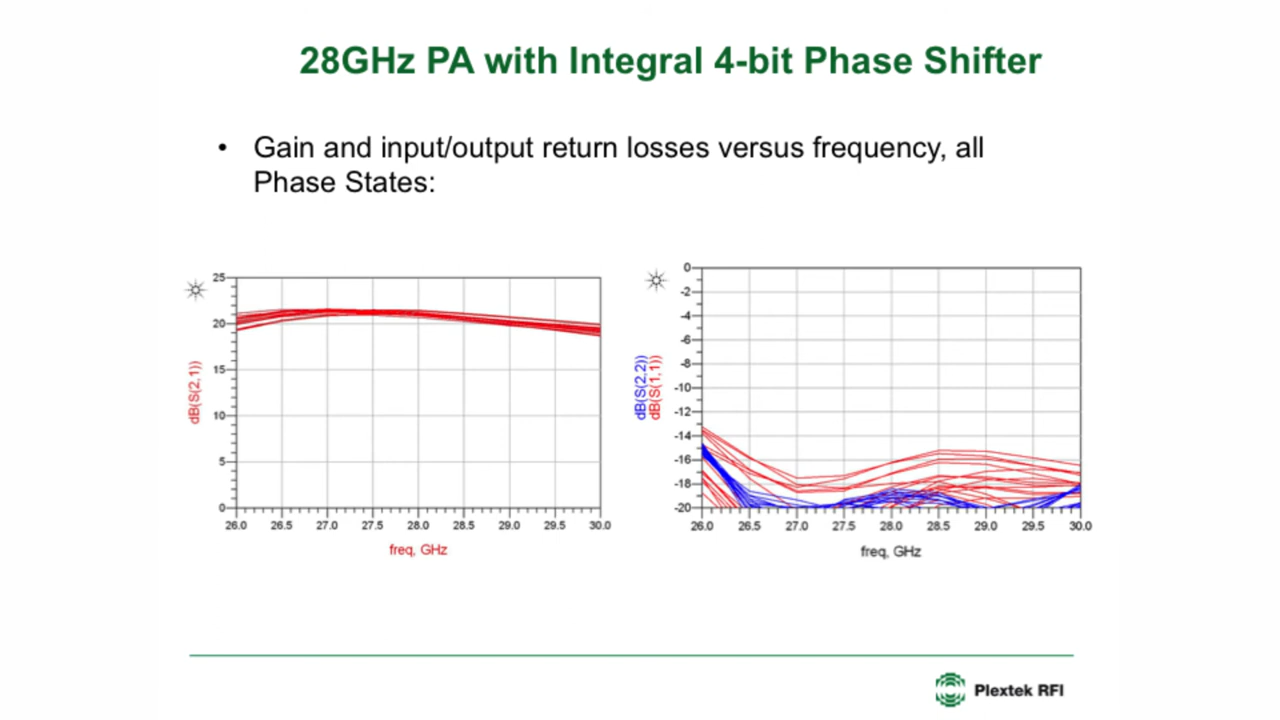 28GHz PA with Integral 4-bit Phase Shifter
• Gain and input/output return losses versus frequency, all
Phase States:
dB(S(2,1))
25
20
15
10
5
0
26.0 26.5 27.0 27.5 28.0 28.5 29.0 29.5 30.0
freq, GHz
dB(S(2,2))
dB(S(1,1))
0
-2
-4
-6
-8
-10
-12
-14
-16
-18
-20
26.0 26.5 27.0 27.5 28.0 28.5 29.0 29.5 30.0
freq, GHz
Plextek RFI